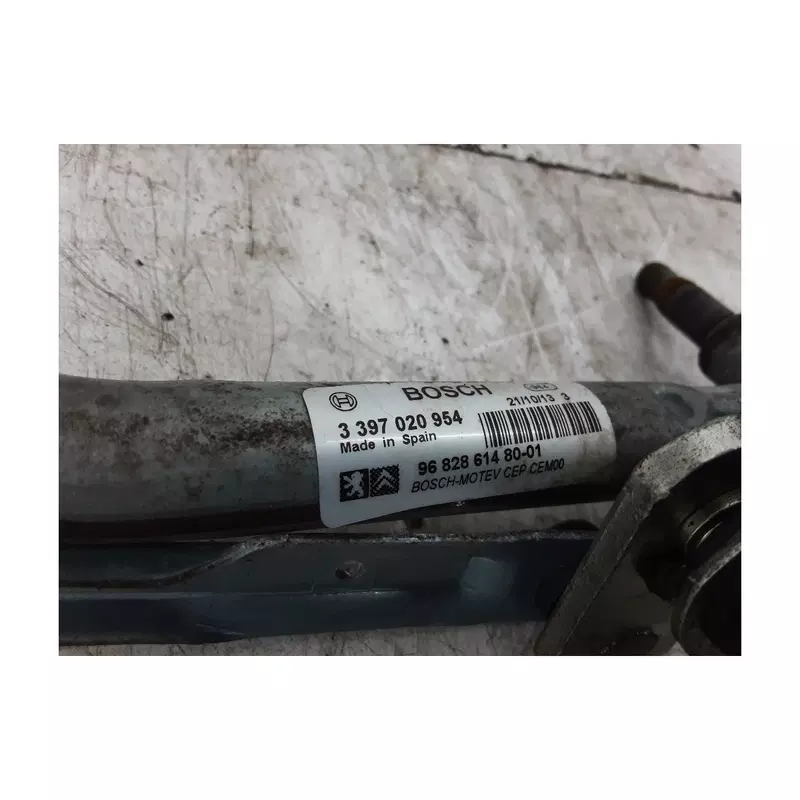 BOSCH
21/10/13 3
3 397 020 954
Made in Spain
96 828 614 80-01
BOSCH-MOTEV CEP CEM00